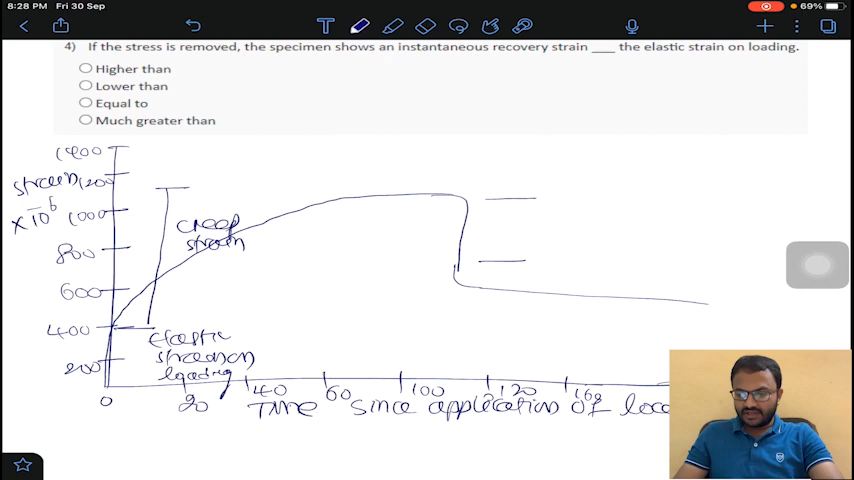 8:28 PM Fri 30 Sep
69%
4) If the stress is removed, the specimen shows an instantaneous recovery strain ___ the elastic strain on loading.
Higher than
Lower than
Equal to
Much greater than
1400
strain 1200
×10⁻⁶ 1000
800
600
400
200
0
creep
strain
Elastic
strain on
loading
20 40 60 100 120 160
Time since application of load